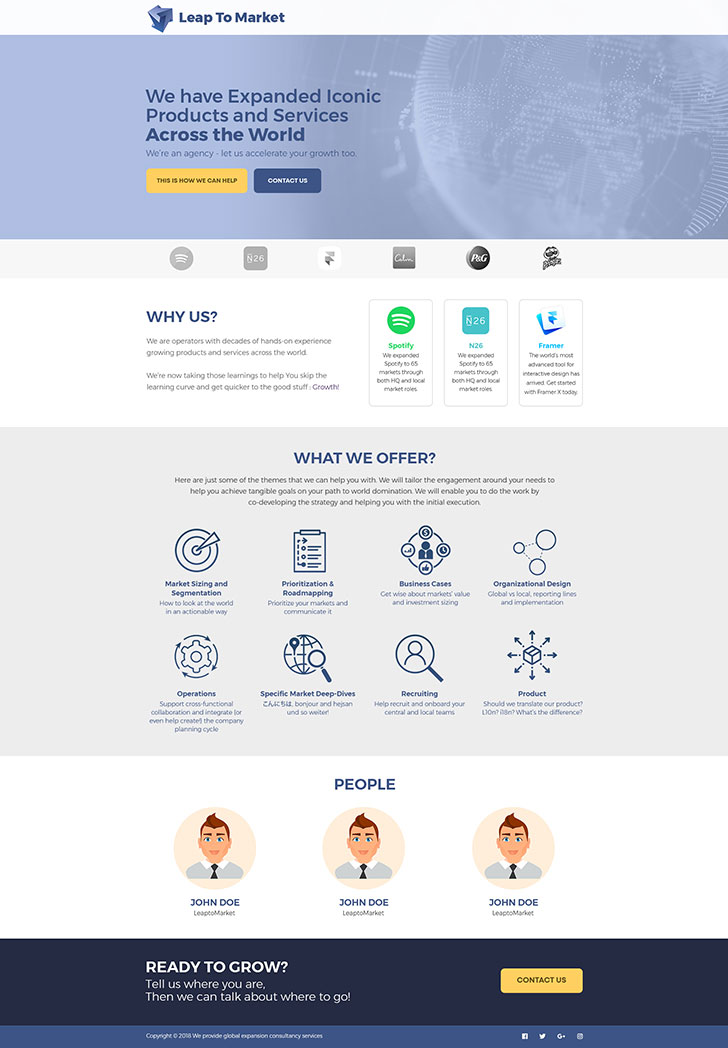 Leap To Market
We have Expanded Iconic
Products and Services
Across the World
We're an agency - let us accelerate your growth too.
THIS IS HOW WE CAN HELP
CONTACT US
N26
P&G
WHY US?
We are operators with decades of hands-on experience
growing products and services across the world.
We're now taking those learnings to help You skip the
learning curve and get quicker to the good stuff : Growth!
Spotify
We expanded
Spotify to 65
markets through
both HQ and local
market roles.
N26
N26
We expanded
Spotify to 65
markets through
both HQ and local
market roles.
Framer
The world's most
advanced tool for
interactive design has
arrived. Get started
with Framer X today.
WHAT WE OFFER?
Here are just some of the themes that we can help you with. We will tailor the engagement around your needs to
help you achieve tangible goals on your path to world domination. We will enable you to do the work by
co-developing the strategy and helping you with the initial execution.
Market Sizing and
Segmentation
How to look at the world
in an actionable way
Prioritization &
Roadmapping
Prioritize your markets and
communicate it
Business Cases
Get wise about markets' value
and investment sizing
Organizational Design
Global vs local, reporting lines
and implementation
Operations
Support cross-functional
collaboration and integrate (or
even help create!) the company
planning cycle
Specific Market Deep-Dives
こんにちは, bonjour and hejsan
und so weiter!
Recruiting
Help recruit and onboard your
central and local teams
Product
Should we translate our product?
L10n? i18n? What's the difference?
PEOPLE
JOHN DOE
LeaptoMarket
JOHN DOE
LeaptoMarket
JOHN DOE
LeaptoMarket
READY TO GROW?
Tell us where you are,
Then we can talk about where to go!
CONTACT US
Copyright © 2018 We provide global expansion consultancy services